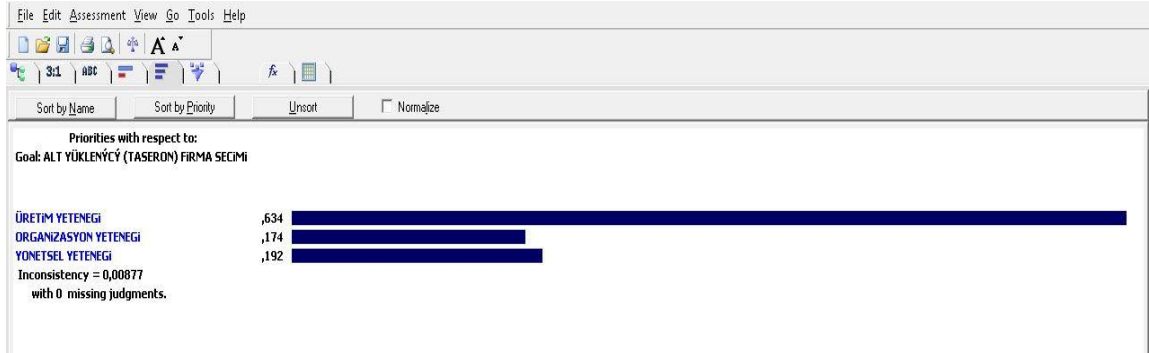 File Edit Assessment View Go Tools Help
A A
3:1 ABC fx
Sort by Name Sort by Priority Unsort Normalize
Priorities with respect to:
Goal: ALT YÜKLENÝCÝ (TASERON) FiRMA SECiMi
ÜRETiM YETENEGi ,634
ORGANiZASYON YETENEGi ,174
YONETSEL YETENEGi ,192
Inconsistency = 0,00877
with 0 missing judgments.